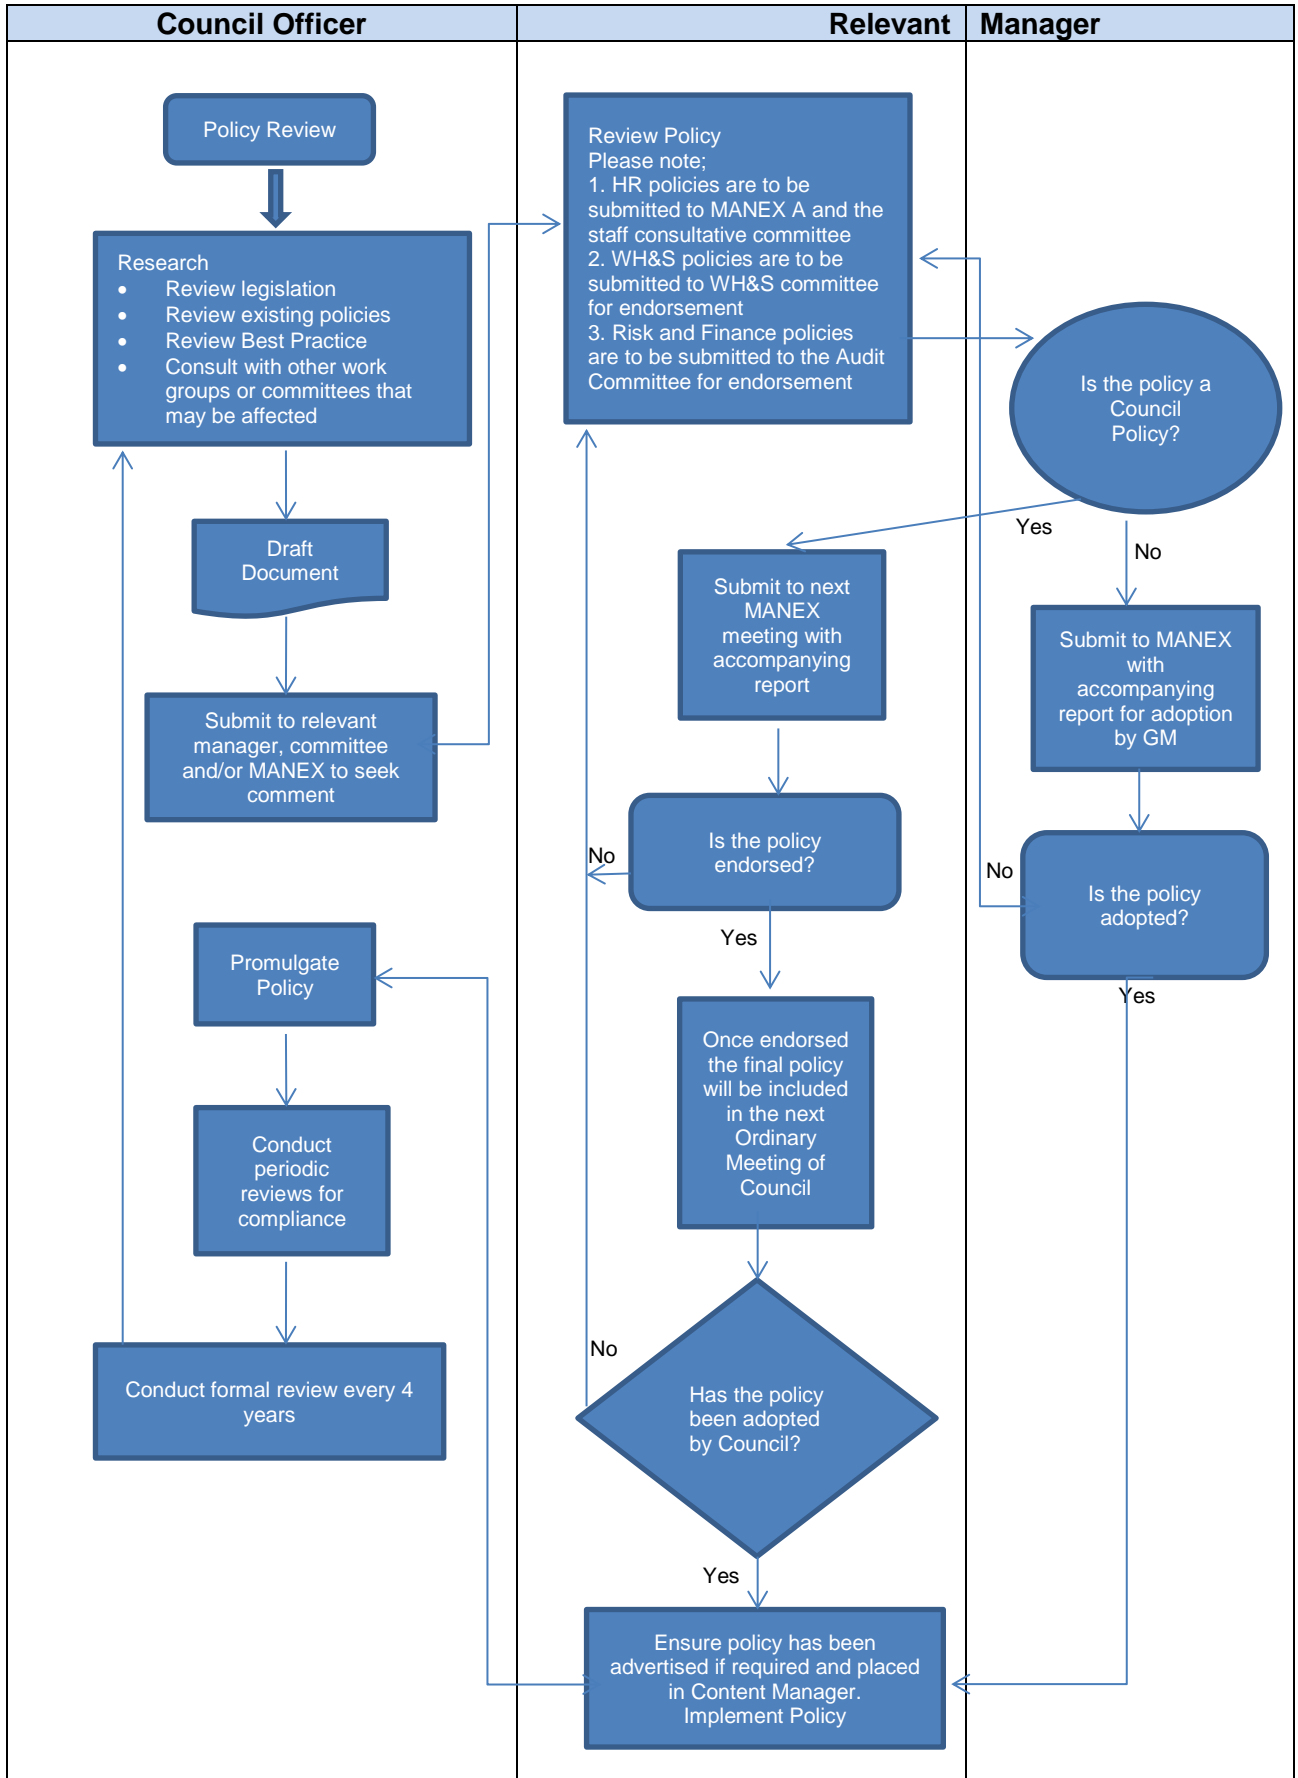 Council Officer
Relevant
Manager
Policy Review
Research
• Review legislation
• Review existing policies
• Review Best Practice
• Consult with other work
groups or committees that
may be affected
Draft
Document
Submit to relevant
manager, committee
and/or MANEX to seek
comment
Promulgate
Policy
Conduct
periodic
reviews for
compliance
Conduct formal review every 4
years
Review Policy
Please note;
1. HR policies are to be
submitted to MANEX A and the
staff consultative committee
2. WH&S policies are to be
submitted to WH&S committee
for endorsement
3. Risk and Finance policies
are to be submitted to the Audit
Committee for endorsement
Is the policy a
Council
Policy?
Yes
No
Submit to next
MANEX
meeting with
accompanying
report
Submit to MANEX
with
accompanying
report for adoption
by GM
Is the policy
endorsed?
No
Yes
Is the policy
adopted?
No
Yes
Once endorsed
the final policy
will be included
in the next
Ordinary
Meeting of
Council
Has the policy
been adopted
by Council?
No
Yes
Ensure policy has been
advertised if required and placed
in Content Manager.
Implement Policy